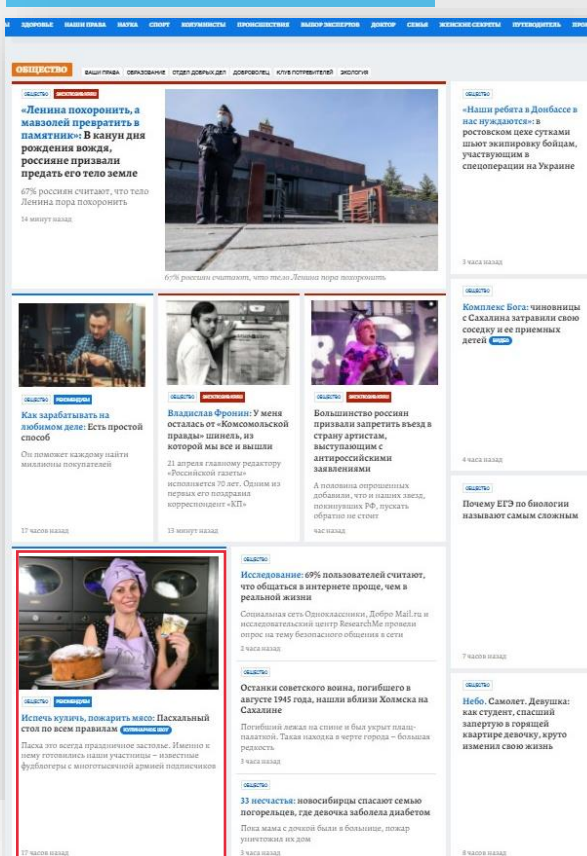 ЗДОРОВЬЕ НАШИ ПРАВА НАУКА СПОРТ КОЛУМНИСТЫ ПРОИСШЕСТВИЯ ВЫБОР ЭКСПЕРТОВ ДОКТОР СЕМЬЯ ЖЕНСКИЕ СЕКРЕТЫ ПУТЕВОДИТЕЛЬ
ОБЩЕСТВО ВАШИ ПРАВА ОБРАЗОВАНИЕ ОТДЕЛ ДОБРЫХ ДЕЛ ДОБРОВОЛЕЦ КЛУБ ПОТРЕБИТЕЛЕЙ ЭКОЛОГИЯ
ОБЩЕСТВО ЭКСКЛЮЗИВ КП
«Ленина похоронить, а
мавзолей превратить в
памятник»: В канун дня
рождения вождя,
россияне призвали
предать его тело земле
67% россиян считают, что тело
Ленина пора похоронить
14 минут назад
67% россиян считают, что тело Ленина пора похоронить
ОБЩЕСТВО
«Наши ребята в Донбассе в
нас нуждаются»: в
ростовском цехе сутками
шьют экипировку бойцам,
участвующим в
спецоперации на Украине
3 часа назад
ОБЩЕСТВО РЕКОМЕНДУЕМ
Как зарабатывать на
любимом деле: Есть простой
способ
Он поможет каждому найти
миллионы покупателей
17 часов назад
ОБЩЕСТВО ЭКСКЛЮЗИВ КП
Владислав Фронин: У меня
осталась от «Комсомольской
правды» шинель, из
которой мы все и вышли
21 апреля главному редактору
«Российской газеты»
исполняется 70 лет. Одним из
первых его поздравил
корреспондент «КП»
13 минут назад
ОБЩЕСТВО ЭКСКЛЮЗИВ КП
Большинство россиян
призвали запретить въезд в
страну артистам,
выступающим с
антироссийскими
заявлениями
А половина опрошенных
добавили, что и наших звезд,
покинувших РФ, пускать
обратно не стоит
час назад
ОБЩЕСТВО
Комплекс Бога: чиновницы
с Сахалина затравили свою
соседку и ее приемных
детей ВИДЕО
4 часа назад
ОБЩЕСТВО
Почему ЕГЭ по биологии
называют самым сложным
7 часов назад
ОБЩЕСТВО РЕКОМЕНДУЕМ
Испечь кулич, пожарить мясо: Пасхальный
стол по всем правилам КУЛИНАРНОЕ ШОУ
Пасха это всегда праздничное застолье. Именно к
нему готовились наши участницы – известные
фудблогеры с многотысячной армией подписчиков
17 часов назад
ОБЩЕСТВО
Исследование: 69% пользователей считают,
что общаться в интернете проще, чем в
реальной жизни
Социальная сеть Одноклассники, Добро Mail.ru и
исследовательский центр ResearchMe провели
опрос на тему безопасного общения в сети
2 часа назад
ОБЩЕСТВО
Останки советского воина, погибшего в
августе 1945 года, нашли вблизи Холмска на
Сахалине
Погибший лежал на спине и был укрыт плащ-
палаткой. Такая находка в черте города – большая
редкость
3 часа назад
ОБЩЕСТВО
33 несчастья: новосибирцы спасают семью
погорельцев, где девочка заболела диабетом
Пока мама с дочкой были в больнице, пожар
уничтожил их дом
3 часа назад
ОБЩЕСТВО
Небо. Самолет. Девушка:
как студент, спасший
запертую в горящей
квартире девочку, круто
изменил свою жизнь
8 часов назад